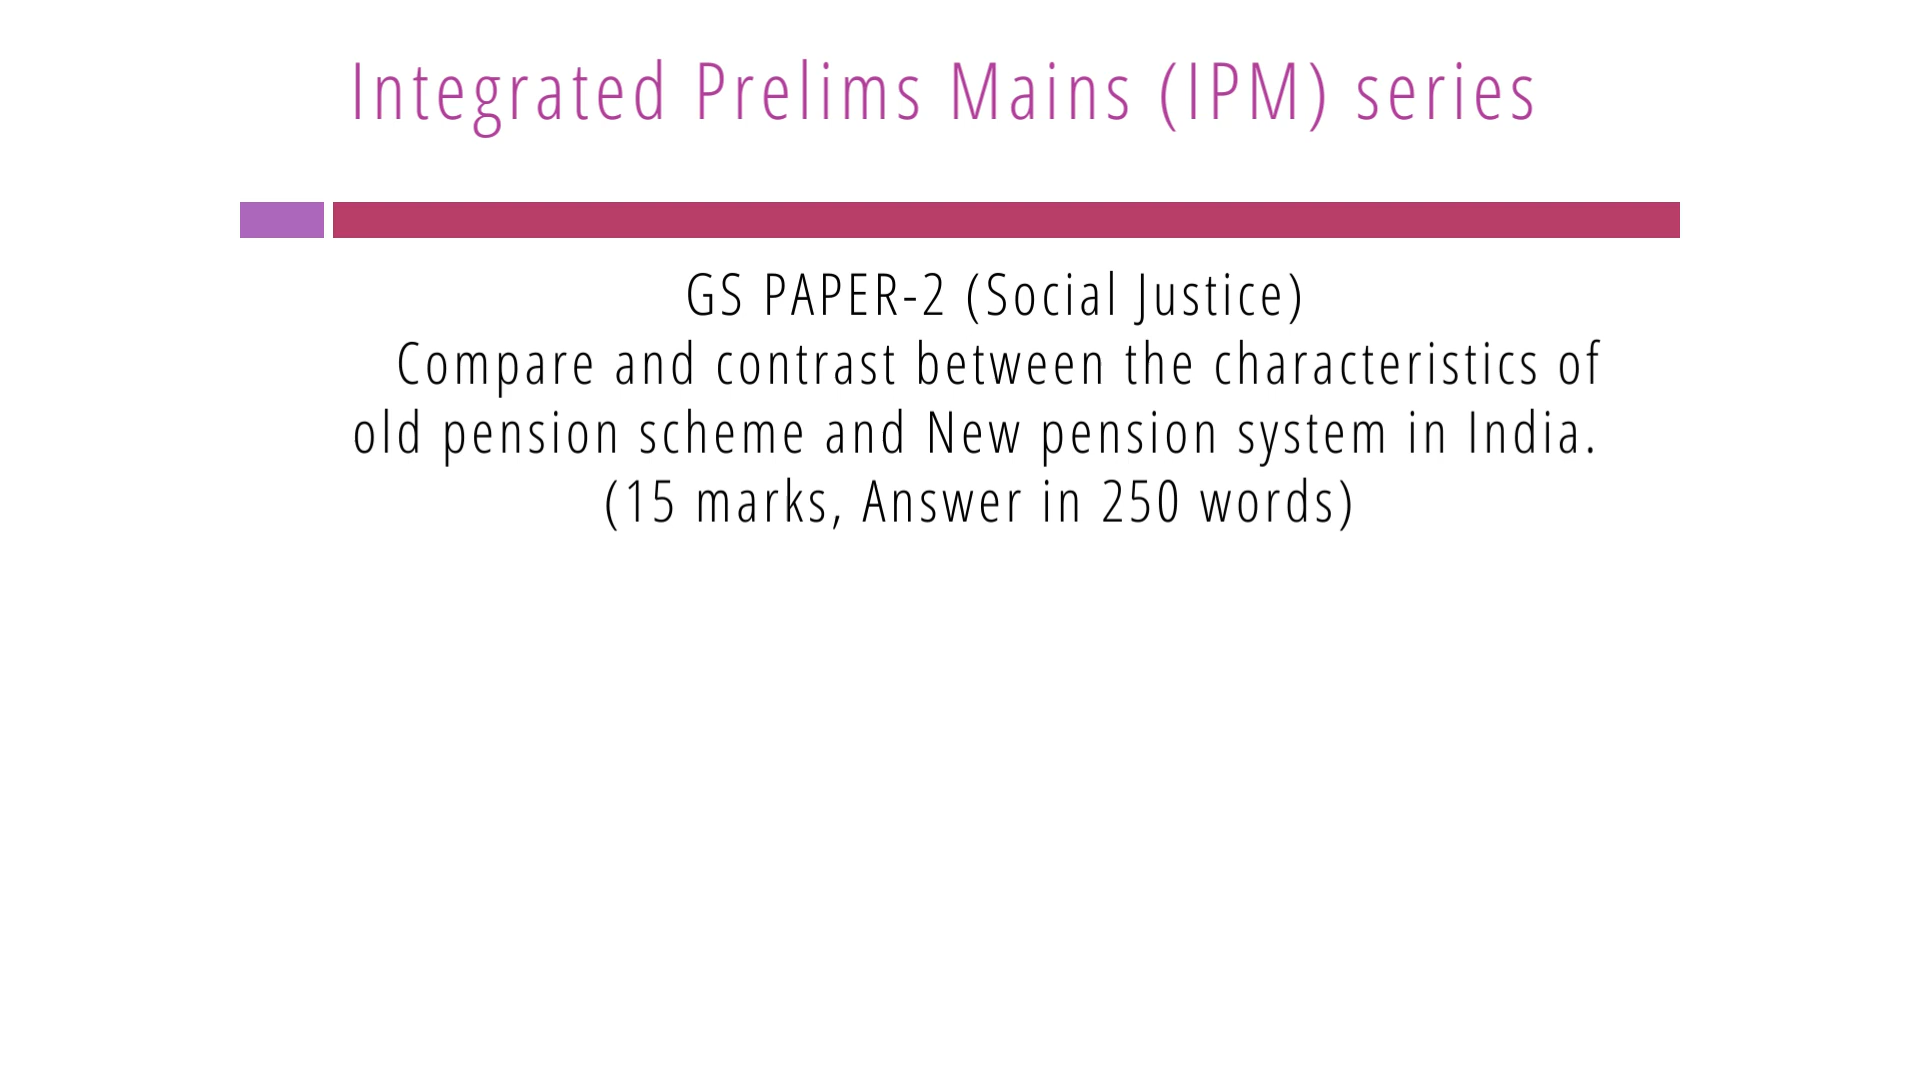 Integrated Prelims Mains (IPM) series
GS PAPER-2 (Social Justice)
Compare and contrast between the characteristics of
old pension scheme and New pension system in India.
(15 marks, Answer in 250 words)